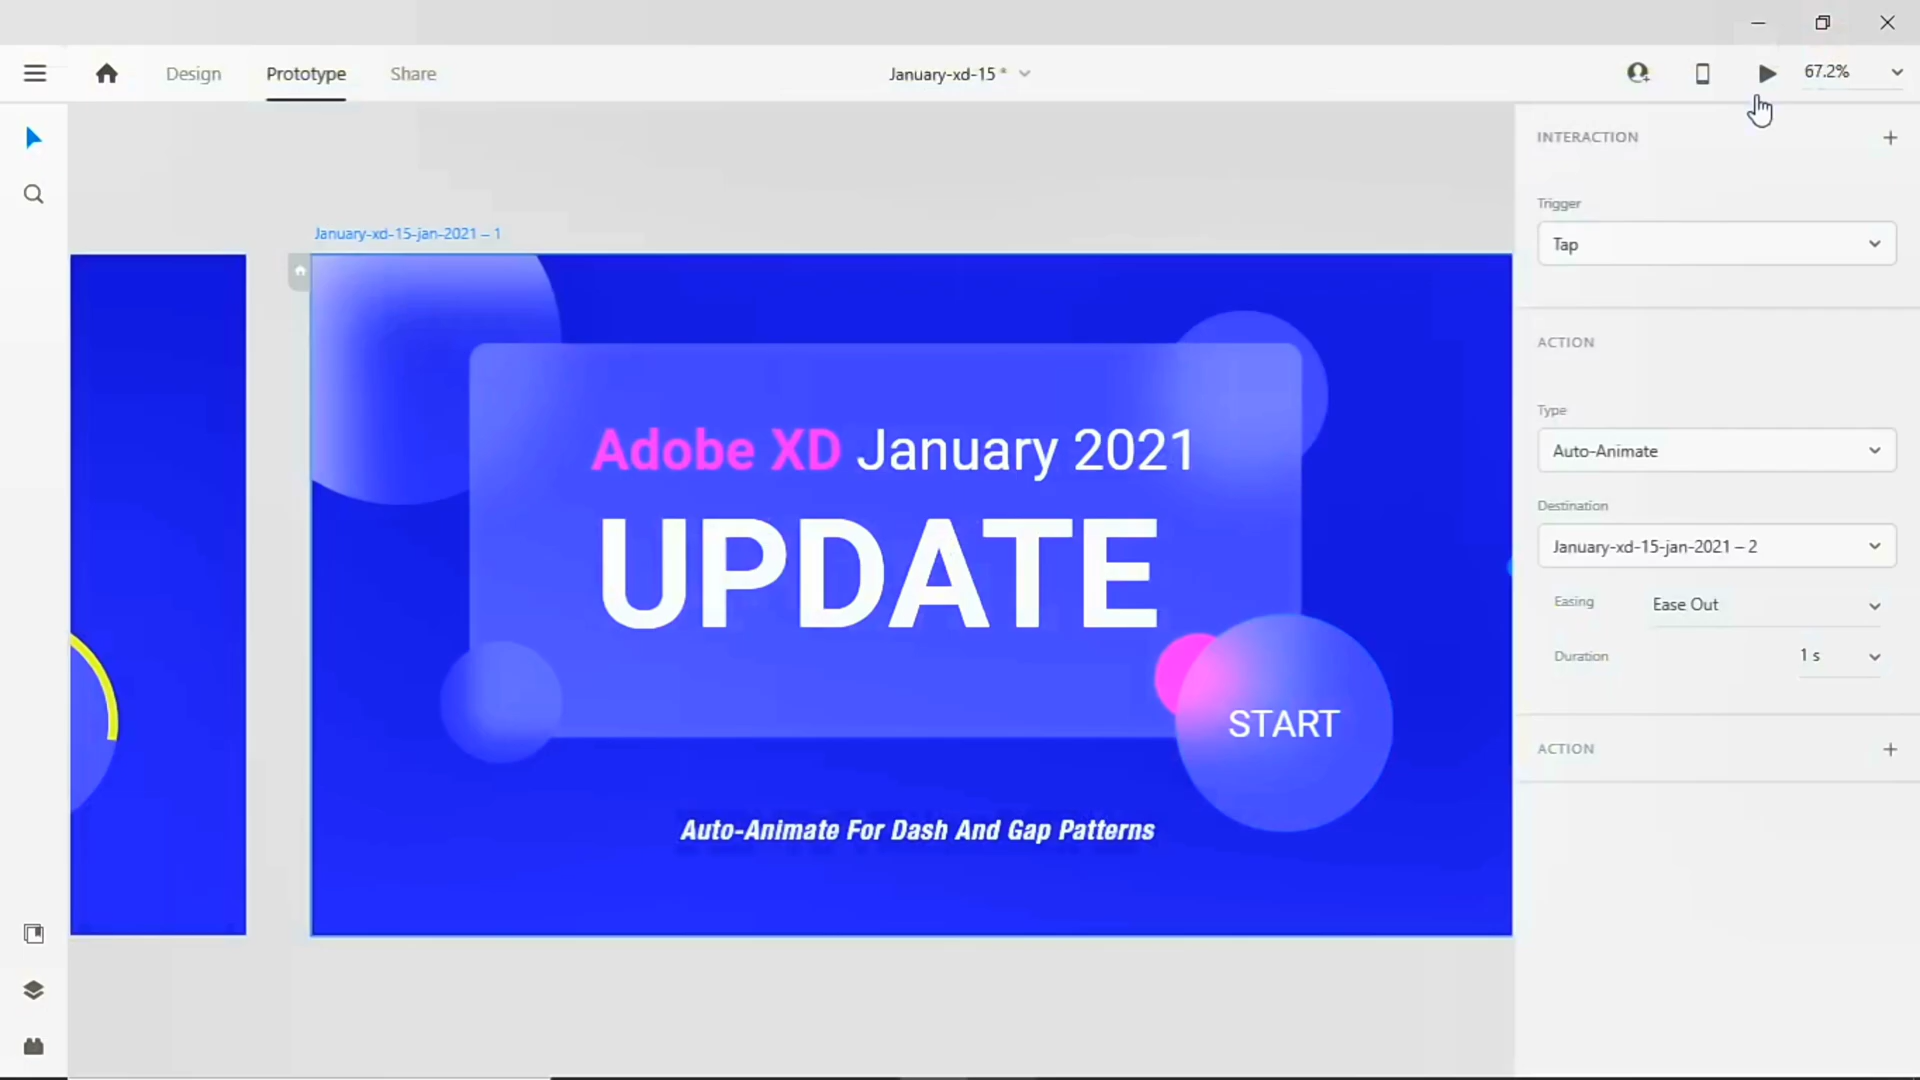 Design Prototype Share January-xd-15 * 67.2%
INTERACTION
Trigger
Tap
ACTION
Type
Auto-Animate
Destination
January-xd-15-jan-2021 – 2
Easing Ease Out
Duration 1 s
ACTION
January-xd-15-jan-2021 – 1
Adobe XD January 2021
UPDATE
START
Auto-Animate For Dash And Gap Patterns